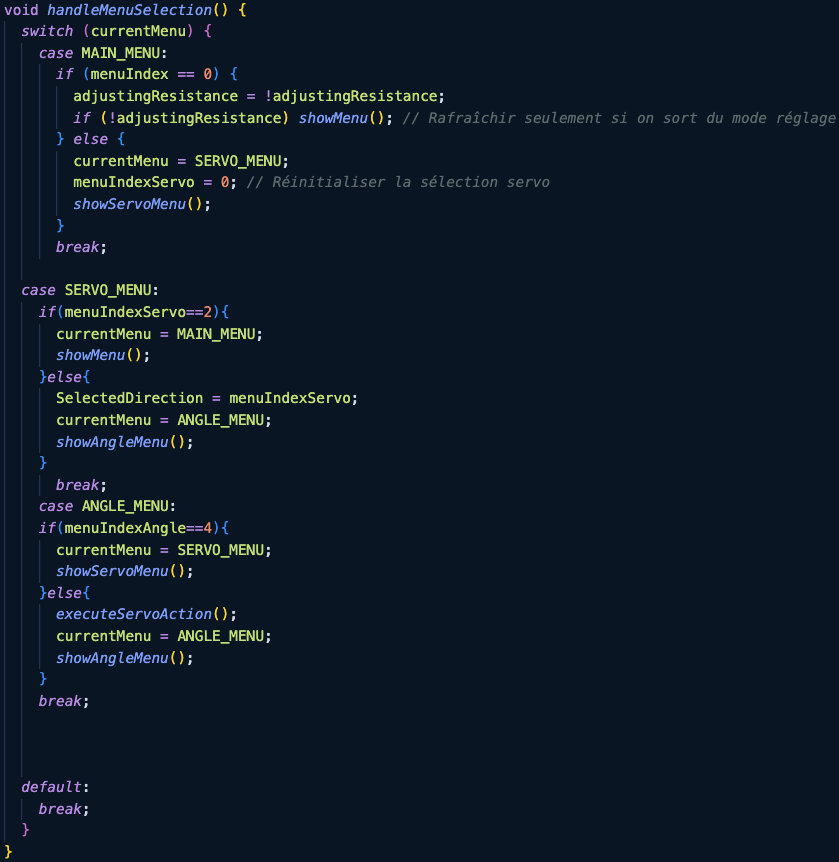 void handleMenuSelection() {
  switch (currentMenu) {
    case MAIN_MENU:
      if (menuIndex == 0) {
        adjustingResistance = !adjustingResistance;
        if (!adjustingResistance) showMenu(); // Rafraîchir seulement si on sort du mode réglage
      } else {
        currentMenu = SERVO_MENU;
        menuIndexServo = 0; // Réinitialiser la sélection servo
        showServoMenu();
      }
      break;

  case SERVO_MENU:
    if(menuIndexServo==2){
      currentMenu = MAIN_MENU;
      showMenu();
    }else{
      SelectedDirection = menuIndexServo;
      currentMenu = ANGLE_MENU;
      showAngleMenu();
    }
      break;
    case ANGLE_MENU:
    if(menuIndexAngle==4){
      currentMenu = SERVO_MENU;
      showServoMenu();
    }else{
      executeServoAction();
      currentMenu = ANGLE_MENU;
      showAngleMenu();
    }
    break;



  default:
    break;
  }
}